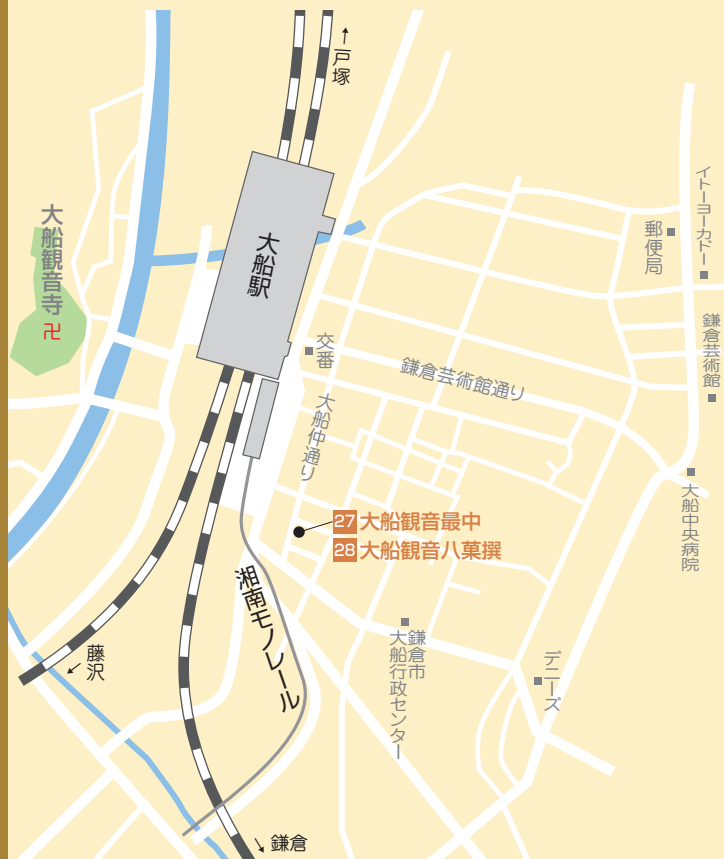 ↑戸塚
イトーヨーカドー
郵便局
大船観音寺
卍
大船駅
鎌倉芸術館
交番
鎌倉芸術館通り
大船仲通り
大船中央病院
27 大船観音最中
28 大船観音八菓撰
湘南モノレール
鎌倉市
大船行政センター
デニーズ
藤沢
鎌倉